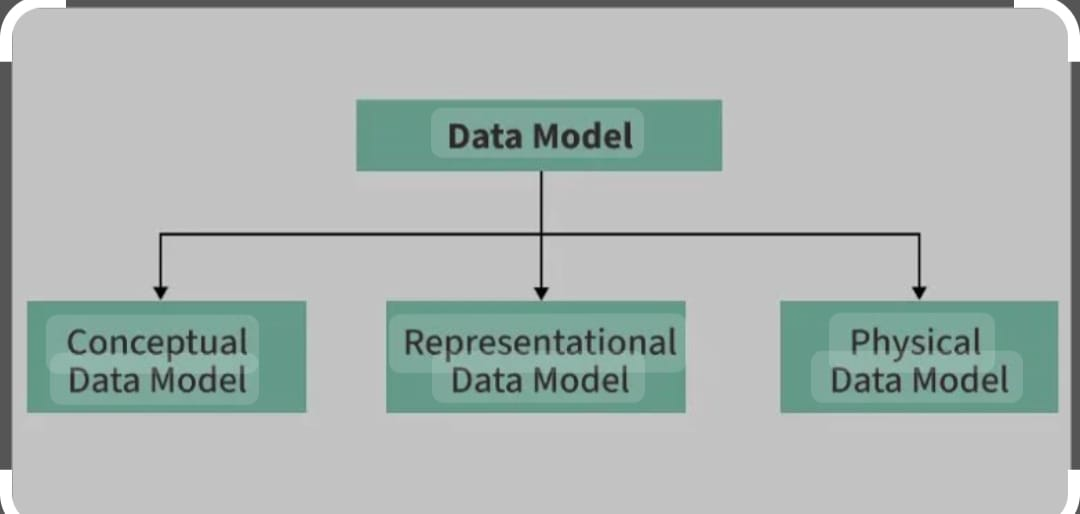 Data Model
Conceptual
Data Model
Representational
Data Model
Physical
Data Model